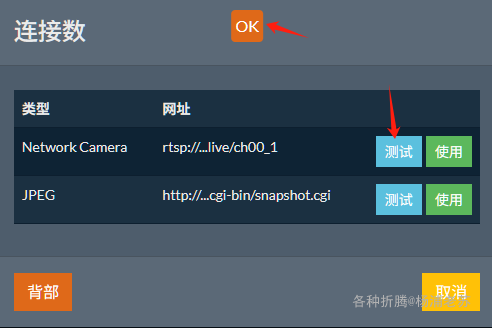 连接数
OK
类型 网址
Network Camera rtsp://...live/ch00_1 测试 使用
JPEG http://...cgi-bin/snapshot.cgi 测试 使用
背部 取消
各种折腾@